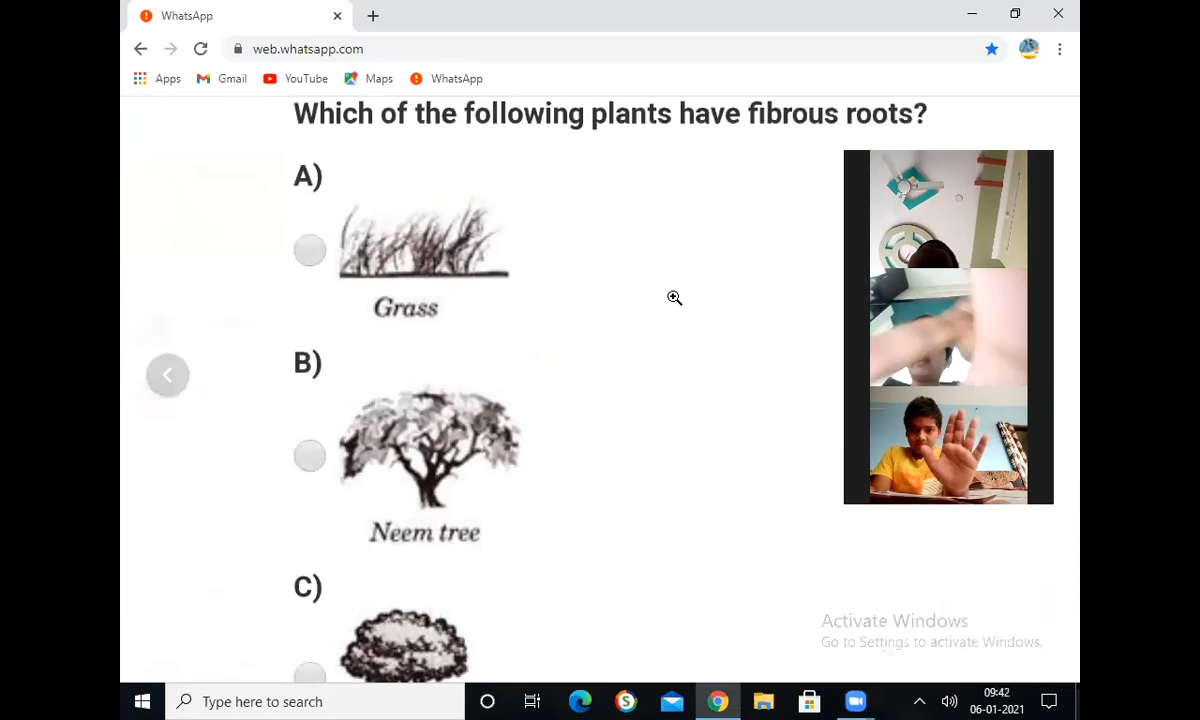 WhatsApp
web.whatsapp.com
Apps Gmail YouTube Maps WhatsApp
Which of the following plants have fibrous roots?
A)
Grass
B)
Neem tree
C)
Activate Windows
Go to Settings to activate Windows.
Type here to search
09:42
06-01-2021